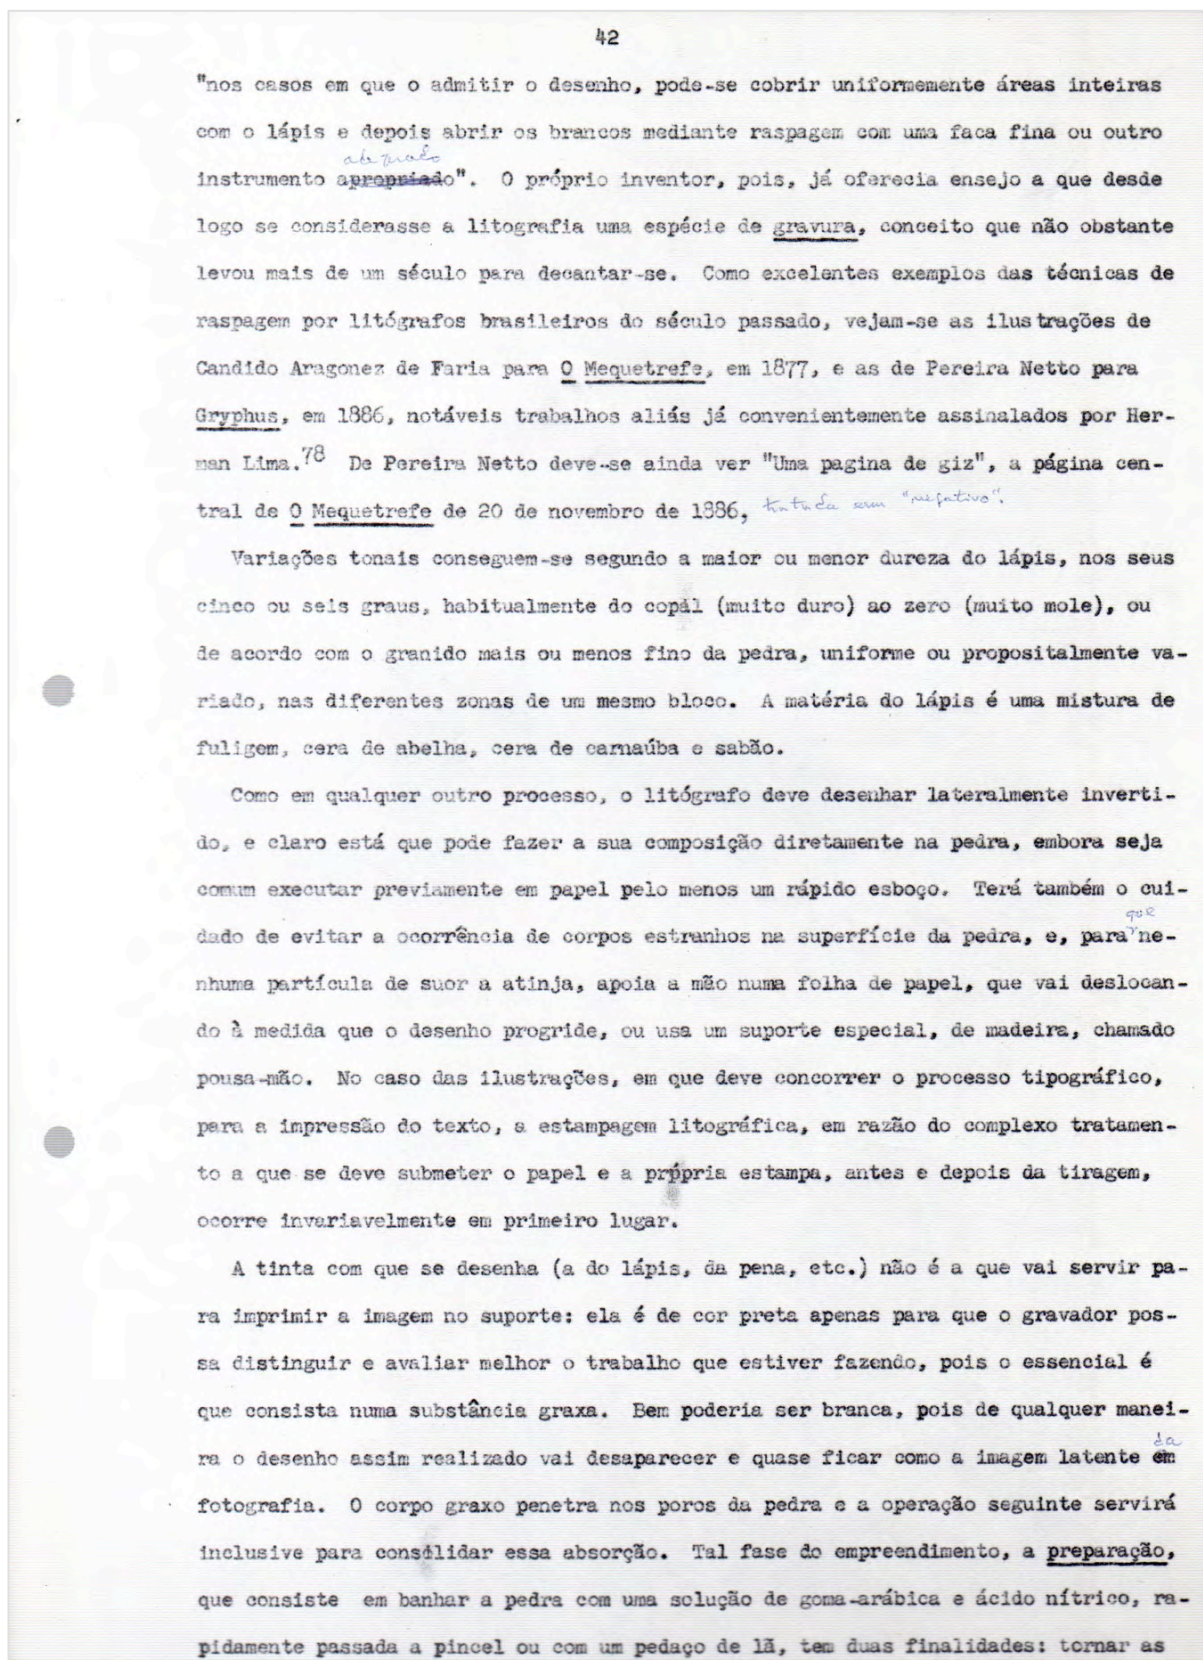 42
"nos casos em que o admitir o desenho, pode-se cobrir uniformemente áreas inteiras
com o lápis e depois abrir os brancos mediante raspagem com uma faca fina ou outro
adequado
instrumento apropriado". O próprio inventor, pois, já oferecia ensejo a que desde
logo se considerasse a litografia uma espécie de gravura, conceito que não obstante
levou mais de um século para decantar-se. Como excelentes exemplos das técnicas de
raspagem por litógrafos brasileiros do século passado, vejam-se as ilustrações de
Candido Aragonez de Faria para O Mequetrefe, em 1877, e as de Pereira Netto para
Gryphus, em 1886, notáveis trabalhos aliás já convenientemente assinalados por Her-
man Lima.78 De Pereira Netto deve-se ainda ver "Uma pagina de giz", a página cen-
tral de O Mequetrefe de 20 de novembro de 1886, tratada em "negativo".
Variações tonais conseguem-se segundo a maior ou menor dureza do lápis, nos seus
cinco ou seis graus, habitualmente do copal (muito duro) ao zero (muito mole), ou
de acordo com o granido mais ou menos fino da pedra, uniforme ou propositalmente va-
riado, nas diferentes zonas de um mesmo bloco. A matéria do lápis é uma mistura de
fuligem, cera de abelha, cera de carnaúba e sabão.
Como em qualquer outro processo, o litógrafo deve desenhar lateralmente inverti-
do, e claro está que pode fazer a sua composição diretamente na pedra, embora seja
comum executar previamente em papel pelo menos um rápido esboço. Terá também o cui-
que
dado de evitar a ocorrência de corpos estranhos na superfície da pedra, e, para ne-
nhuma partícula de suor a atinja, apoia a mão numa folha de papel, que vai deslocan-
do à medida que o desenho progride, ou usa um suporte especial, de madeira, chamado
pousa-mão. No caso das ilustrações, em que deve concorrer o processo tipográfico,
para a impressão do texto, a estampagem litográfica, em razão do complexo tratamen-
to a que se deve submeter o papel e a própria estampa, antes e depois da tiragem,
ocorre invariavelmente em primeiro lugar.
A tinta com que se desenha (a do lápis, da pena, etc.) não é a que vai servir pa-
ra imprimir a imagem no suporte: ela é de cor preta apenas para que o gravador pos-
sa distinguir e avaliar melhor o trabalho que estiver fazendo, pois o essencial é
que consista numa substância graxa. Bem poderia ser branca, pois de qualquer manei-
da
ra o desenho assim realizado vai desaparecer e quase ficar como a imagem latente em
fotografia. O corpo graxo penetra nos poros da pedra e a operação seguinte servirá
inclusive para consolidar essa absorção. Tal fase do empreendimento, a preparação,
que consiste em banhar a pedra com uma solução de goma-arábica e ácido nítrico, ra-
pidamente passada a pincel ou com um pedaço de lã, tem duas finalidades: tornar as